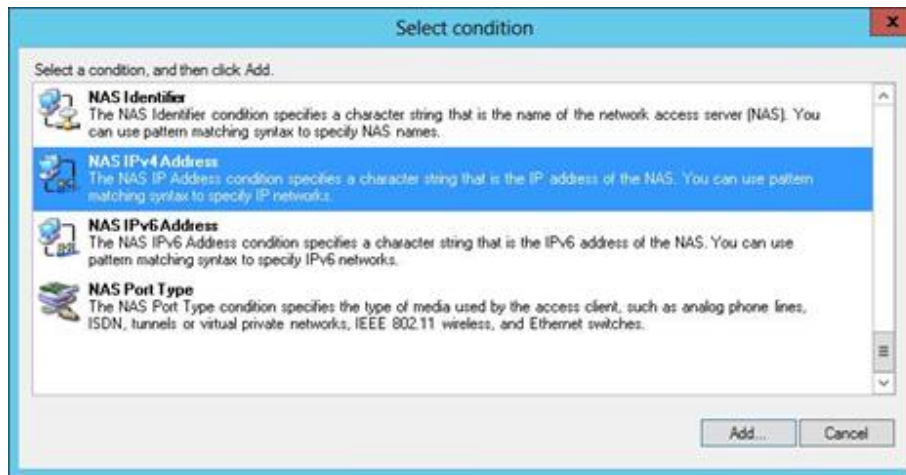 Select condition
x
Select a condition, and then click Add.
NAS Identifier
The NAS Identifier condition specifies a character string that is the name of the network access server (NAS). You
can use pattern matching syntax to specify NAS names.
NAS IPv4 Address
The NAS IP Address condition specifies a character string that is the IP address of the NAS. You can use pattern
matching syntax to specify IP networks.
NAS IPv6 Address
The NAS IPv6 Address condition specifies a character string that is the IPv6 address of the NAS. You can use
pattern matching syntax to specify IPv6 networks.
NAS Port Type
The NAS Port Type condition specifies the type of media used by the access client, such as analog phone lines,
ISDN, tunnels or virtual private networks, IEEE 802.11 wireless, and Ethernet switches.
Add... Cancel